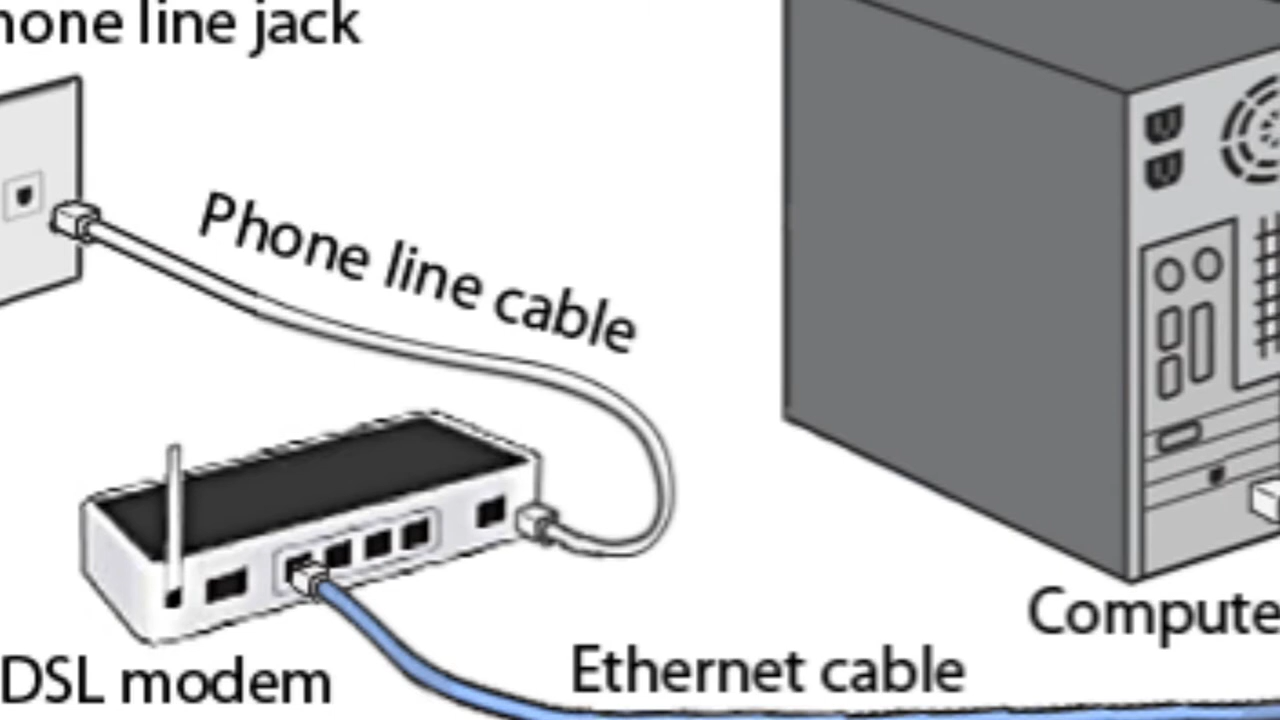 hone line jack
Phone line cable
DSL modem
Ethernet cable
Compute